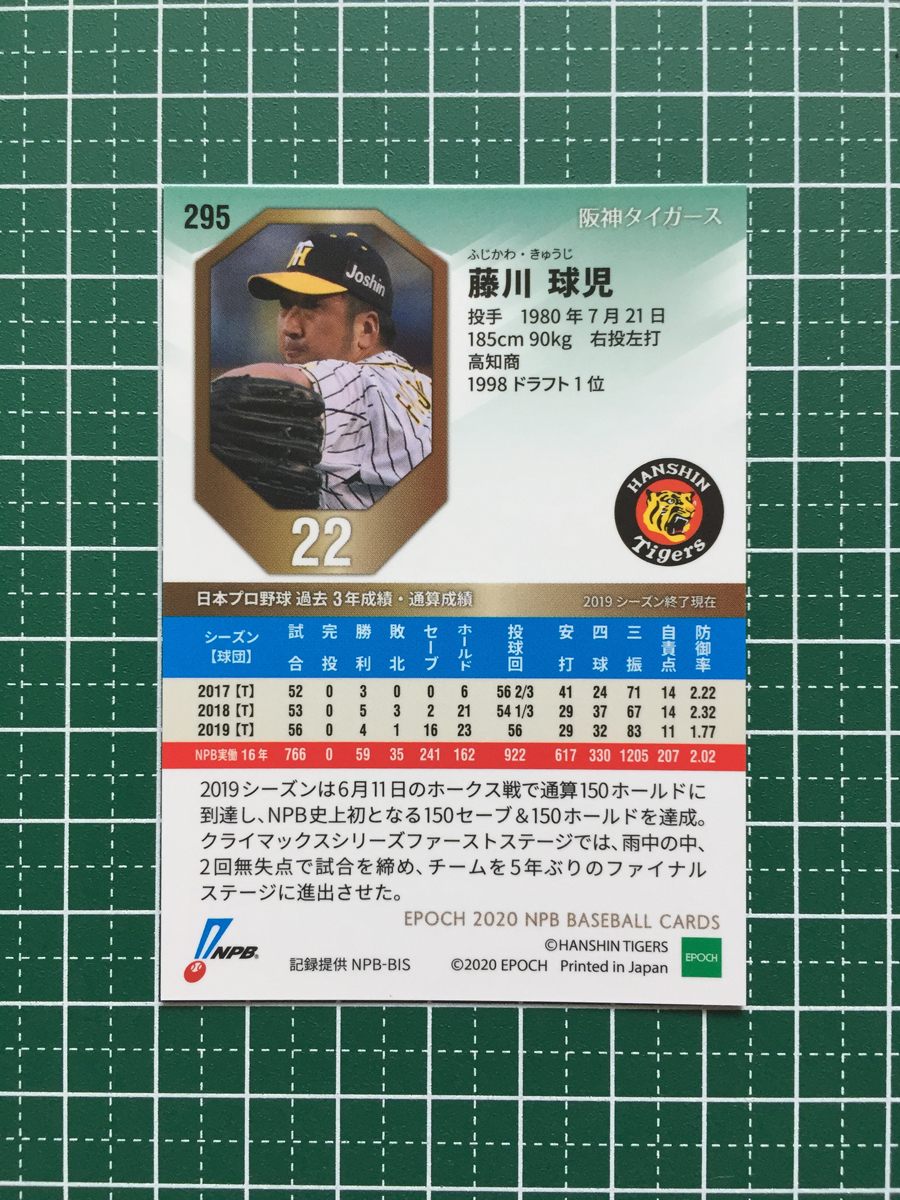 295
阪神タイガース
Joshin
ふじかわ・きゅうじ
藤川 球児
投手 1980年7月21日
185cm 90kg 右投左打
高知商
1998ドラフト1位
HANSHIN
Tigers
22
日本プロ野球 過去3年成績・通算成績 2019シーズン終了現在
シーズン【球団】 試合 完投 勝利 敗北 セーブ ホールド 投球回 安打 四球 三振 自責点 防御率
2017【T】 52 0 3 0 0 6 56 2/3 41 24 71 14 2.22
2018【T】 53 0 5 3 2 21 54 1/3 29 37 67 14 2.32
2019【T】 56 0 4 1 16 23 56 29 32 83 11 1.77
NPB実働16年 766 0 59 35 241 162 922 617 330 1205 207 2.02
2019シーズンは6月11日のホークス戦で通算150ホールドに
到達し、NPB史上初となる150セーブ&150ホールドを達成。
クライマックスシリーズファーストステージでは、雨中の中、
2回無失点で試合を締め、チームを5年ぶりのファイナル
ステージに進出させた。
EPOCH 2020 NPB BASEBALL CARDS
NPB
©HANSHIN TIGERS
記録提供 NPB-BIS ©2020 EPOCH Printed in Japan
EPOCH